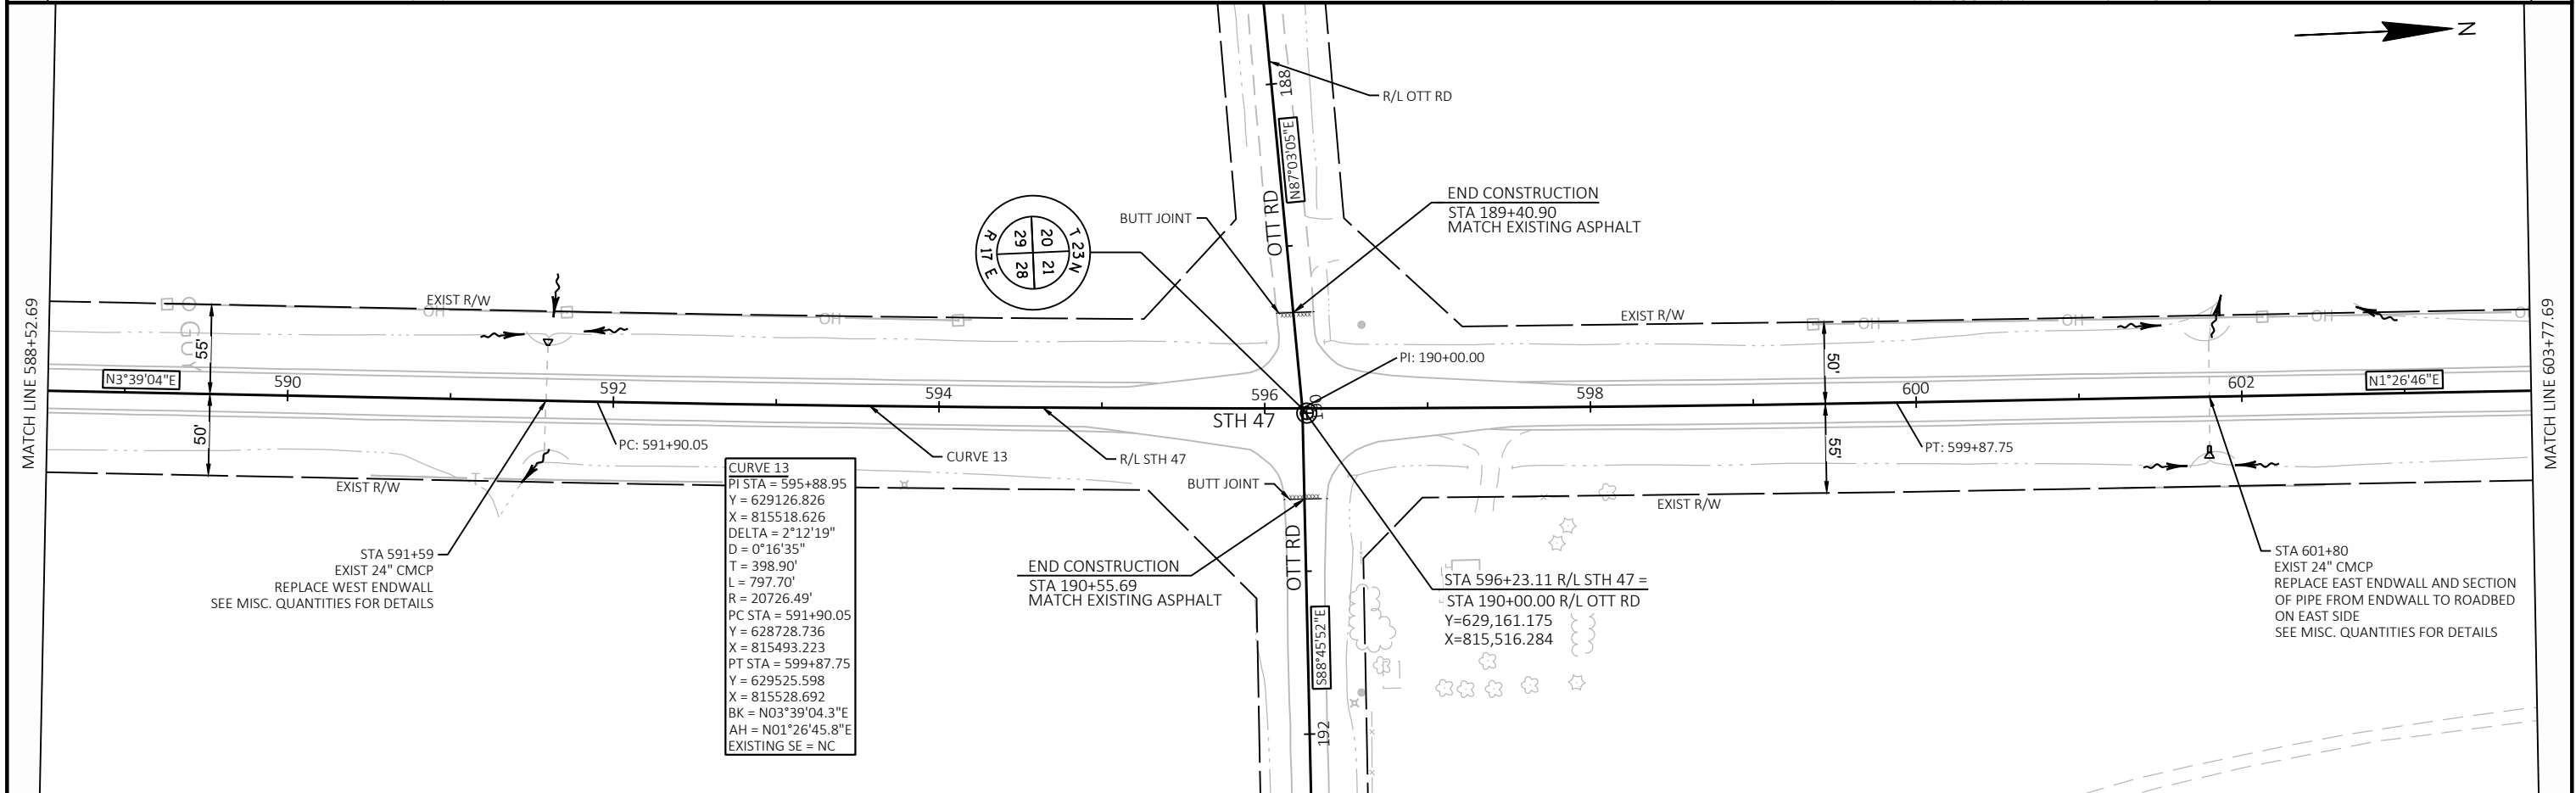 N
188
R/L OTT RD
N87°03'05"E
OTT RD
END CONSTRUCTION
STA 189+40.90
MATCH EXISTING ASPHALT
BUTT JOINT
T 23 N
R 17 E
20
21
29
28
MATCH LINE 588+52.69
MATCH LINE 603+77.69
EXIST R/W
OH
OH
GUY
EXIST R/W
OH
OH
OH
55'
50'
PI: 190+00.00
N3°39'04"E
590
592
594
596
598
600
602
N1°26'46"E
190
STH 47
50'
55'
PC: 591+90.05
CURVE 13
R/L STH 47
PT: 599+87.75
T
EXIST R/W
BUTT JOINT
EXIST R/W
CURVE 13
PI STA = 595+88.95
Y = 629126.826
X = 815518.626
DELTA = 2°12'19"
D = 0°16'35"
T = 398.90'
L = 797.70'
R = 20726.49'
PC STA = 591+90.05
Y = 628728.736
X = 815493.223
PT STA = 599+87.75
Y = 629525.598
X = 815528.692
BK = N03°39'04.3"E
AH = N01°26'45.8"E
EXISTING SE = NC
STA 591+59
EXIST 24" CMCP
REPLACE WEST ENDWALL
SEE MISC. QUANTITIES FOR DETAILS
END CONSTRUCTION
STA 190+55.69
MATCH EXISTING ASPHALT
OTT RD
S88°45'52"E
192
STA 596+23.11 R/L STH 47 =
STA 190+00.00 R/L OTT RD
Y=629,161.175
X=815,516.284
STA 601+80
EXIST 24" CMCP
REPLACE EAST ENDWALL AND SECTION
OF PIPE FROM ENDWALL TO ROADBED
ON EAST SIDE
SEE MISC. QUANTITIES FOR DETAILS